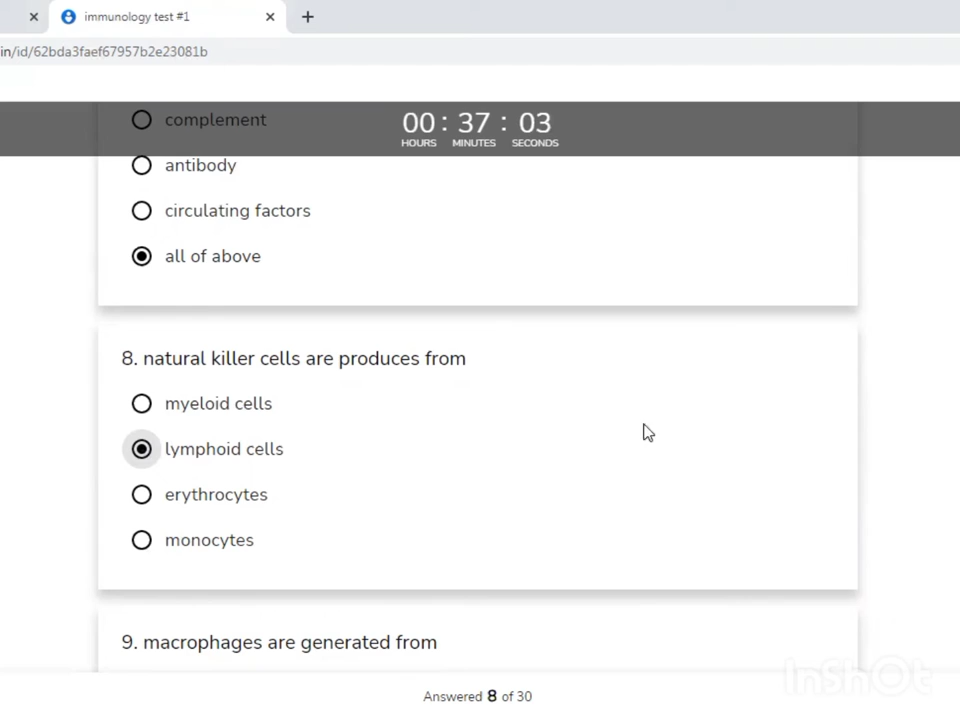 immunology test #1
in/id/62bda3faef67957b2e23081b
complement
00 : 37 : 03
HOURS MINUTES SECONDS
antibody
circulating factors
all of above
8. natural killer cells are produces from
myeloid cells
lymphoid cells
erythrocytes
monocytes
9. macrophages are generated from
InShOt
Answered 8 of 30